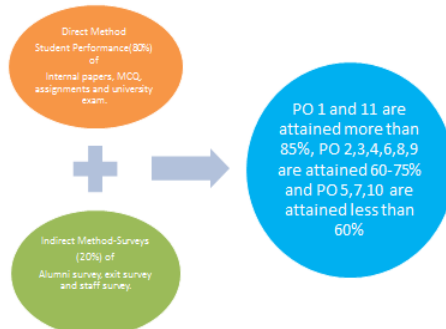 Direct Method
Student Performance(80%)
of
Internal papers, MCQ,
assignments and university
exam.
Indirect Method-Surveys
(20%) of
Alumni survey, exit survey
and staff survey.
PO 1 and 11 are
attained more than
85%, PO 2,3,4,6,8,9
are attained 60-75%
and PO 5,7,10 are
attained less than
60%